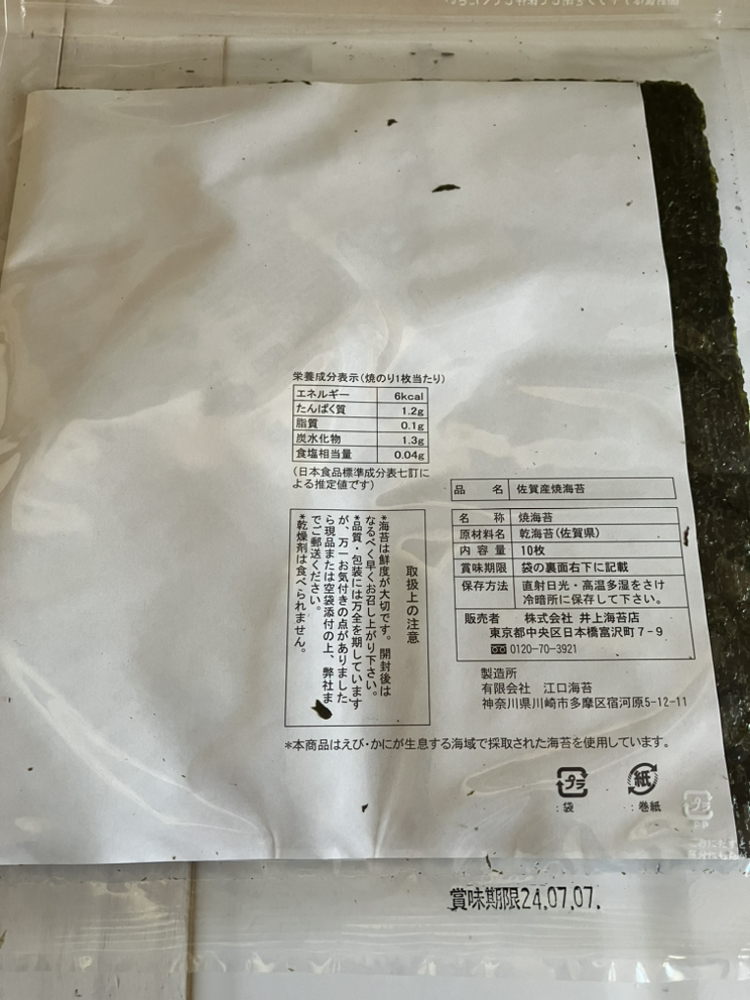 栄養成分表示(焼のり1枚当たり)
エネルギー 6kcal
たんぱく質 1.2g
脂質 0.1g
炭水化物 1.3g
食塩相当量 0.04g
(日本食品標準成分表七訂に
よる推定値です)
取扱上の注意
*海苔は鮮度が大切です。開封後は
なるべく早くお召し上がり下さい。
*品質・包装には万全を期しています
が、万一お気付きの点がありました
ら現品または空袋添付の上、弊社ま
でご郵送ください。
*乾燥剤は食べられません。
品名 佐賀産焼海苔
名称 焼海苔
原材料名 乾海苔(佐賀県)
内容量 10枚
賞味期限 袋の裏面右下に記載
保存方法 直射日光・高温多湿をさけ
冷暗所に保存して下さい。
販売者 株式会社 井上海苔店
東京都中央区日本橋富沢町7-9
0120-70-3921
製造所
有限会社 江口海苔
神奈川県川崎市多摩区宿河原5-12-11
*本商品はえび・かにが生息する海域で採取された海苔を使用しています。
プラ 紙
:袋 :巻紙
プラ
賞味期限24.07.07.